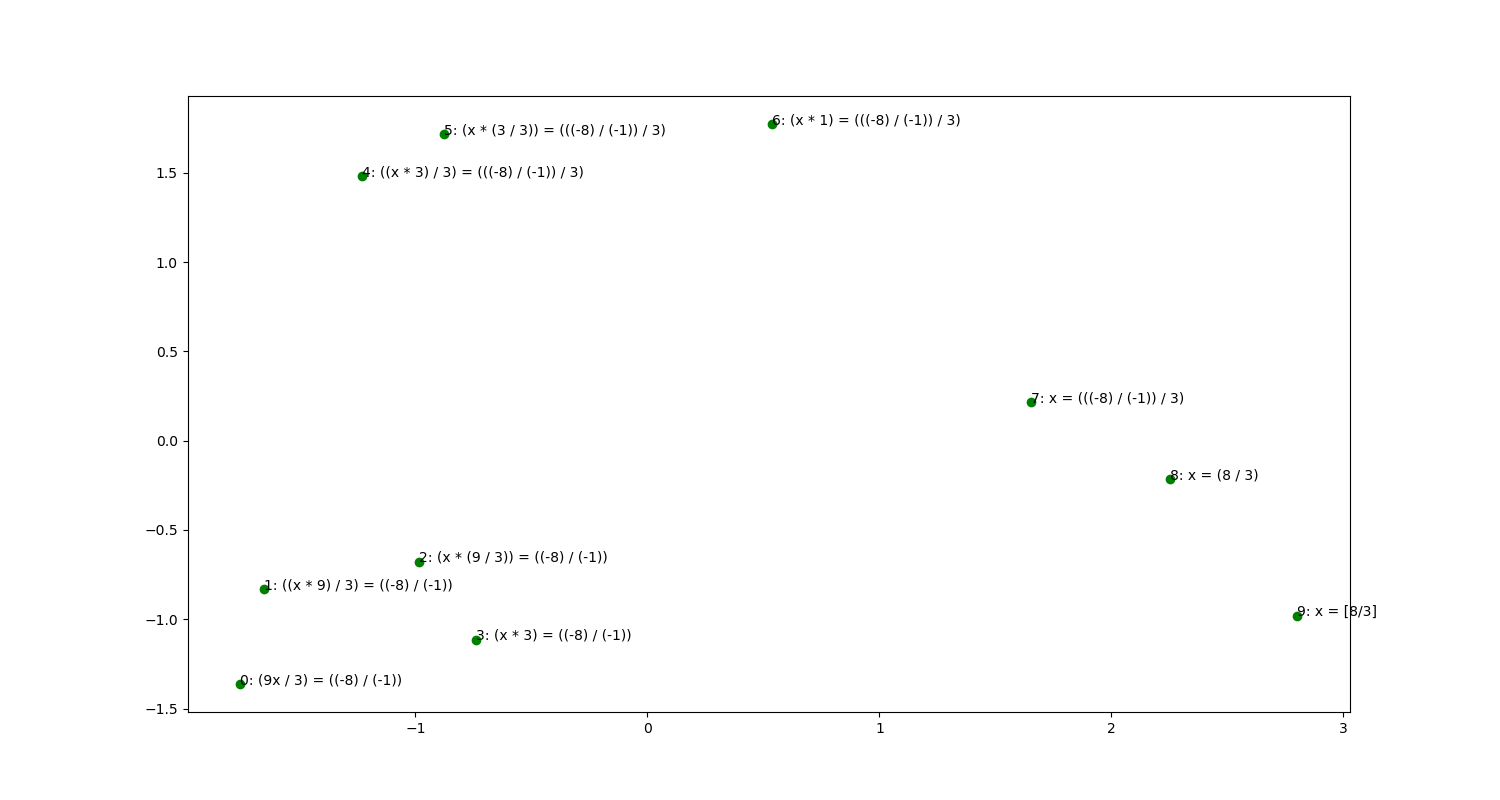 5: (x * (3 / 3)) = (((-8) / (-1)) / 3)
6: (x * 1) = (((-8) / (-1)) / 3)
4: ((x * 3) / 3) = (((-8) / (-1)) / 3)
7: x = (((-8) / (-1)) / 3)
8: x = (8 / 3)
2: (x * (9 / 3)) = ((-8) / (-1))
1: ((x * 9) / 3) = ((-8) / (-1))
9: x = [8/3]
3: (x * 3) = ((-8) / (-1))
0: (9x / 3) = ((-8) / (-1))
1.5
1.0
0.5
0.0
−0.5
−1.0
−1.5
−1 0 1 2 3